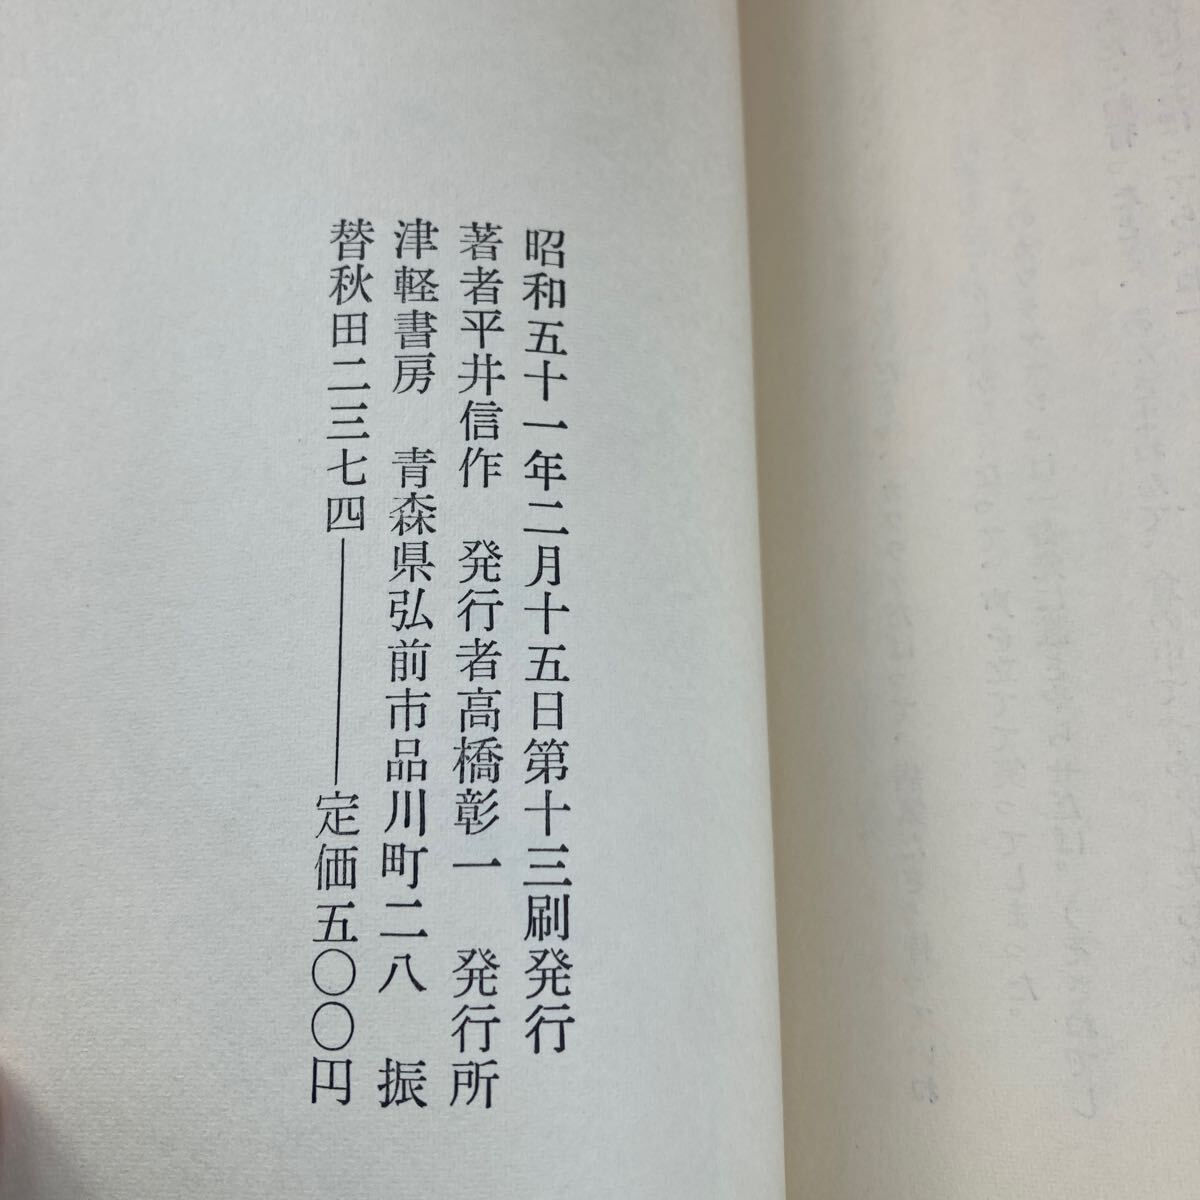 昭和五十一年二月十五日第十三刷発行
著者平井信作　発行者高橋彰一　発行所
津軽書房　青森県弘前市品川町二八　振
替秋田二三七四────定価五〇〇円